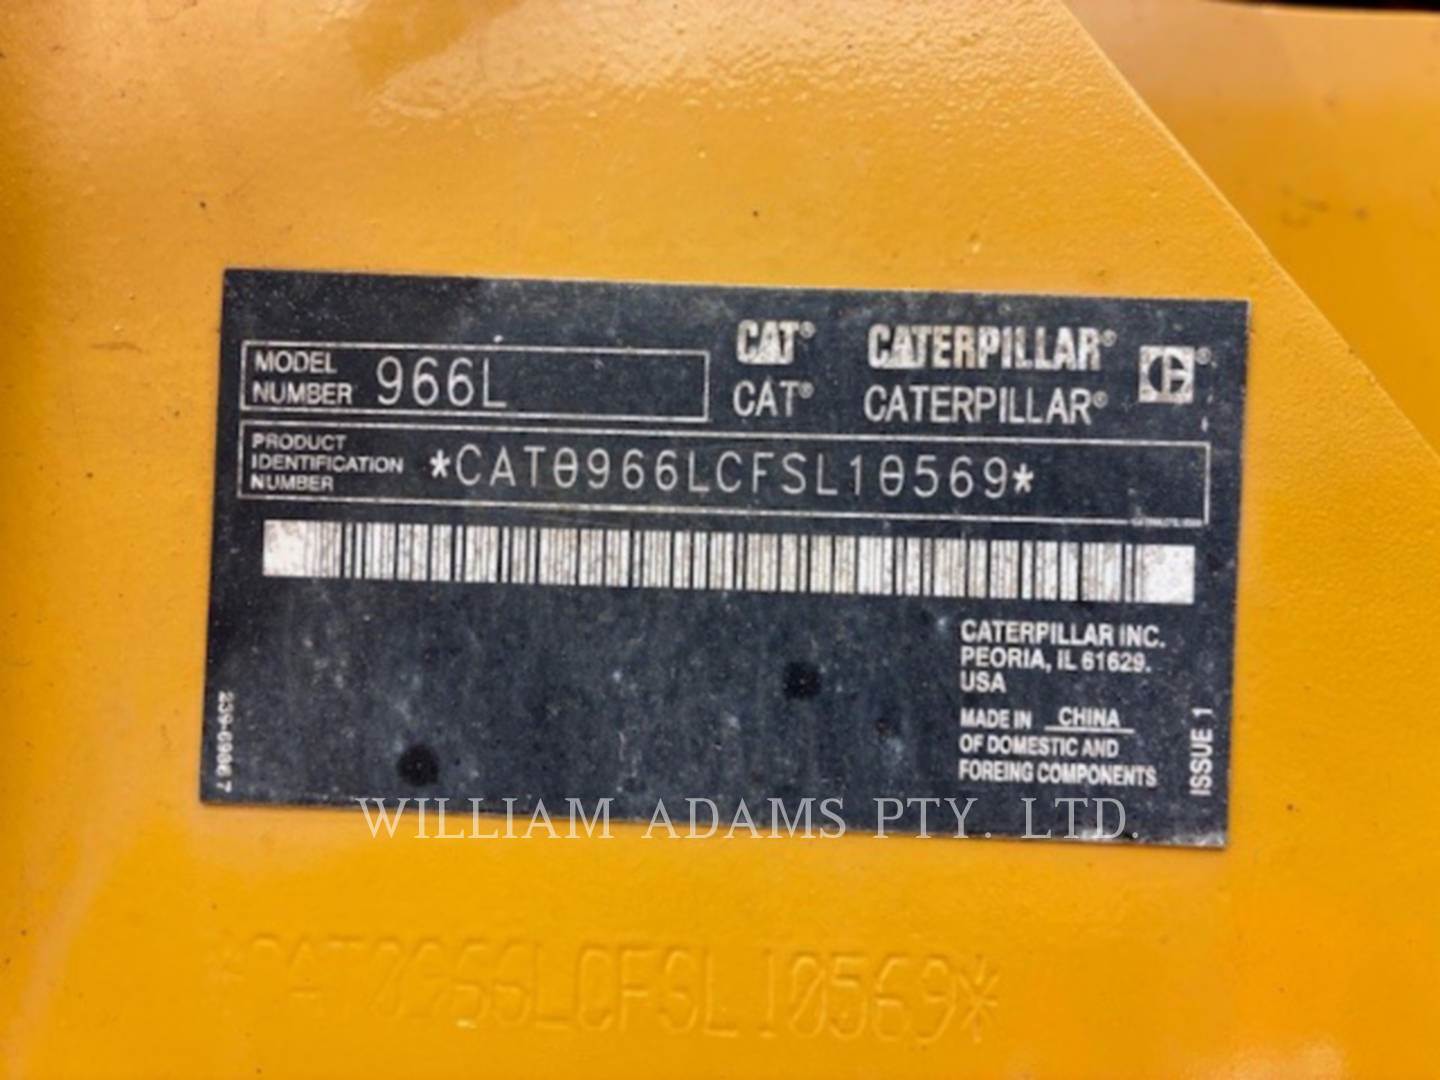 MODEL NUMBER 966L
CAT® CATERPILLAR®
CAT® CATERPILLAR®
PRODUCT IDENTIFICATION NUMBER *CAT0966LCFSL10569*
CATERPILLAR INC.
PEORIA, IL 61629.
USA
MADE IN CHINA
OF DOMESTIC AND
FOREING COMPONENTS
ISSUE 1
WILLIAM ADAMS PTY. LTD.
*CAT0966LCFSL10569*